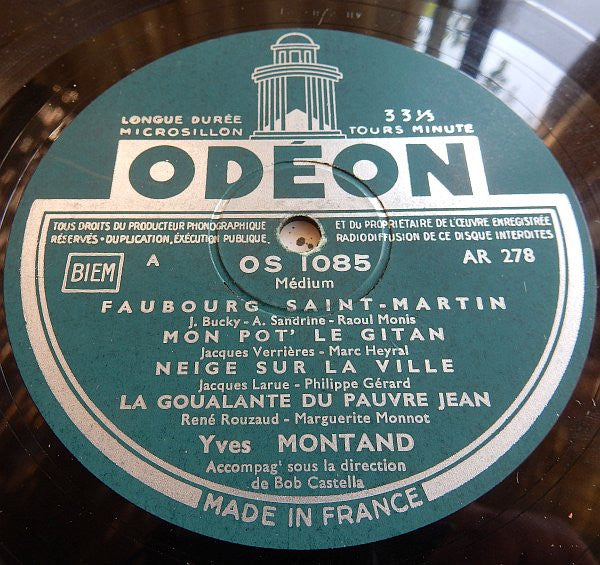 LONGUE DURÉE
MICROSILLON
33⅓
TOURS MINUTE
ODÉON
TOUS DROITS DU PRODUCTEUR PHONOGRAPHIQUE
RÉSERVÉS · DUPLICATION, EXÉCUTION PUBLIQUE.
ET DU PROPRIÉTAIRE DE L'ŒUVRE ENREGISTRÉE
RADIODIFFUSION DE CE DISQUE INTERDITES
BIEM A OS 1085 AR 278
Médium
FAUBOURG SAINT-MARTIN
J. Bucky - A. Sandrine - Raoul Monis
MON POT' LE GITAN
Jacques Verrières - Marc Heyral
NEIGE SUR LA VILLE
Jacques Larue - Philippe Gérard
LA GOUALANTE DU PAUVRE JEAN
René Rouzaud - Marguerite Monnot
Yves MONTAND
Accompagᵗ sous la direction
de Bob Castella
MADE IN FRANCE